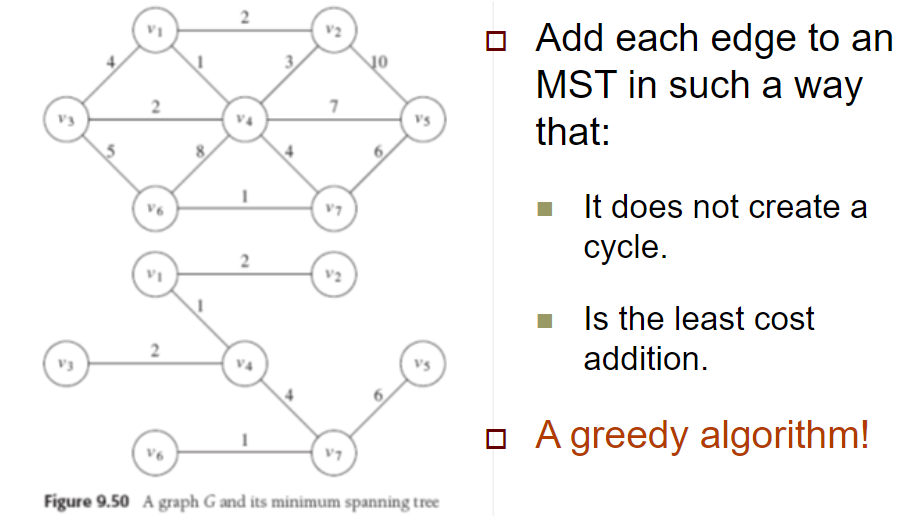 2
v1 v2
4 1 3 10
2 7
v3 v4 v5
5 8 4 6
1
v6 v7
2
v1 v2
1
2
v3 v4 v5
4 6
1
v6 v7
Figure 9.50 A graph G and its minimum spanning tree
Add each edge to an
MST in such a way
that:
It does not create a
cycle.
Is the least cost
addition.
A greedy algorithm!